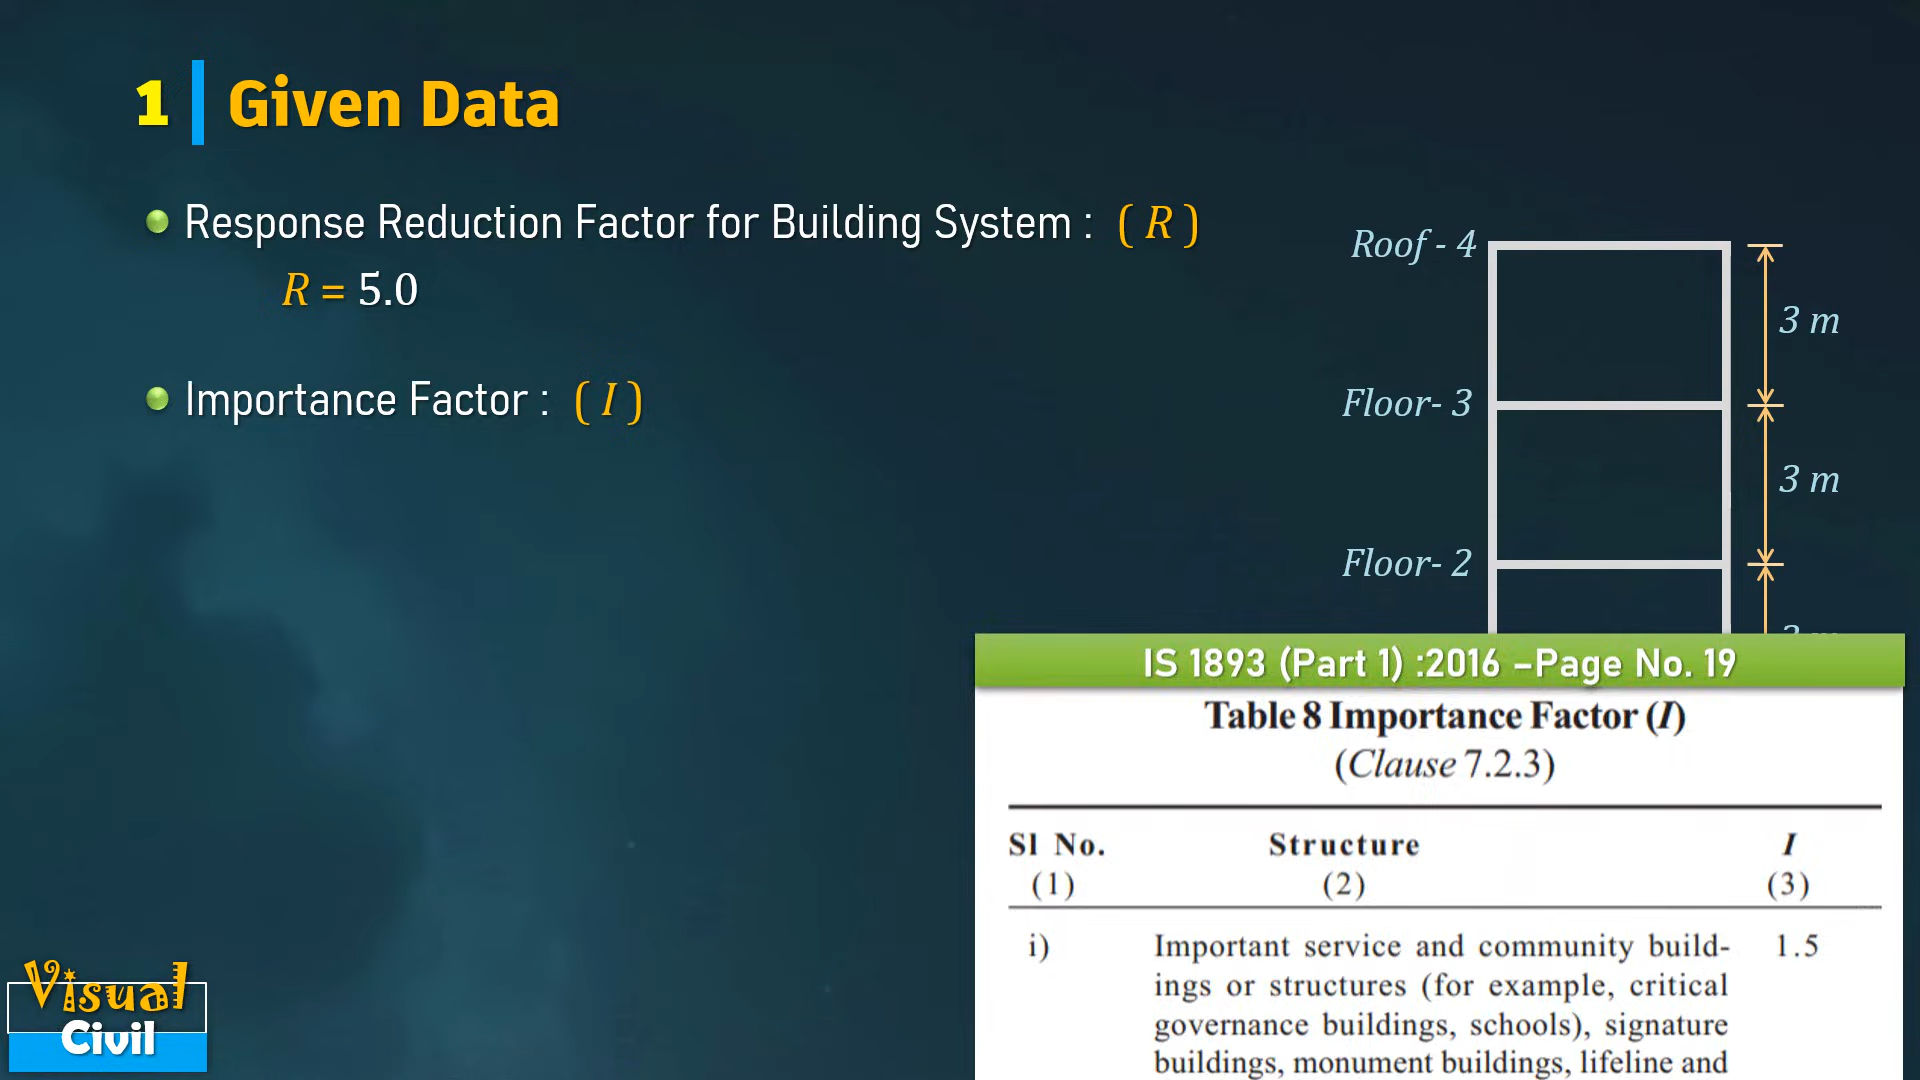 1 Given Data
Response Reduction Factor for Building System : ( R )
R = 5.0
Importance Factor : ( I )
Roof - 4
3 m
Floor- 3
3 m
Floor- 2
IS 1893 (Part 1) :2016 –Page No. 19
Table 8 Importance Factor (I)
(Clause 7.2.3)
Sl No. Structure I
(1) (2) (3)
i) Important service and community build- 1.5
ings or structures (for example, critical
governance buildings, schools), signature
buildings, monument buildings, lifeline and
Visual
Civil